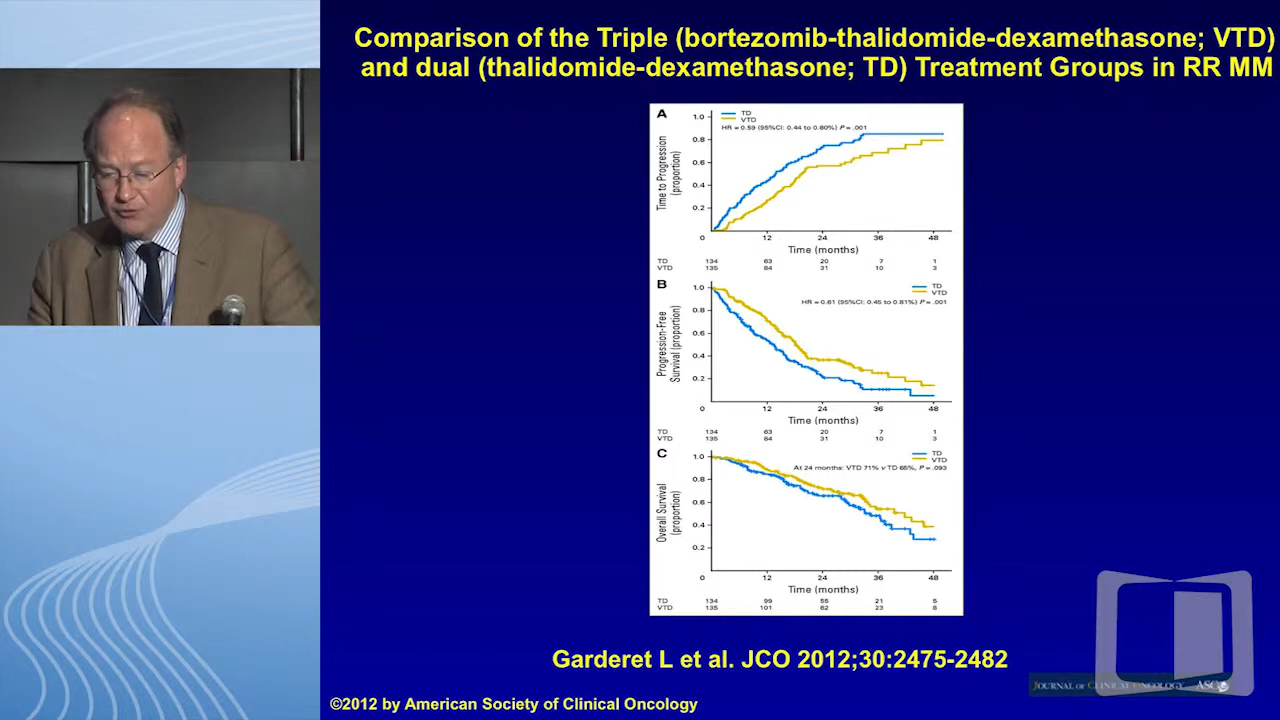 Comparison of the Triple (bortezomib-thalidomide-dexamethasone; VTD)
and dual (thalidomide-dexamethasone; TD) Treatment Groups in RR MM
A
TD
VTD
HR = 0.59 (95%CI: 0.44 to 0.80%) P = .001
Time to Progression
(proportion)
1.0
0.8
0.6
0.4
0.2
0 12 24 36 48
Time (months)
TD 134 63 20 7 1
VTD 135 84 31 10 3
B
TD
VTD
HR = 0.61 (95%CI: 0.45 to 0.81%) P = .001
Progression-Free
Survival (proportion)
1.0
0.8
0.6
0.4
0.2
0 12 24 36 48
Time (months)
TD 134 63 20 7 1
VTD 135 84 31 10 3
C
TD
VTD
At 24 months: VTD 71% v TD 65%, P = .093
Overall Survival
(proportion)
1.0
0.8
0.6
0.4
0.2
0 12 24 36 48
Time (months)
TD 134 99 55 21 5
VTD 135 101 62 23 8
Garderet L et al. JCO 2012;30:2475-2482
JOURNAL OF CLINICAL ONCOLOGY ASCO
©2012 by American Society of Clinical Oncology